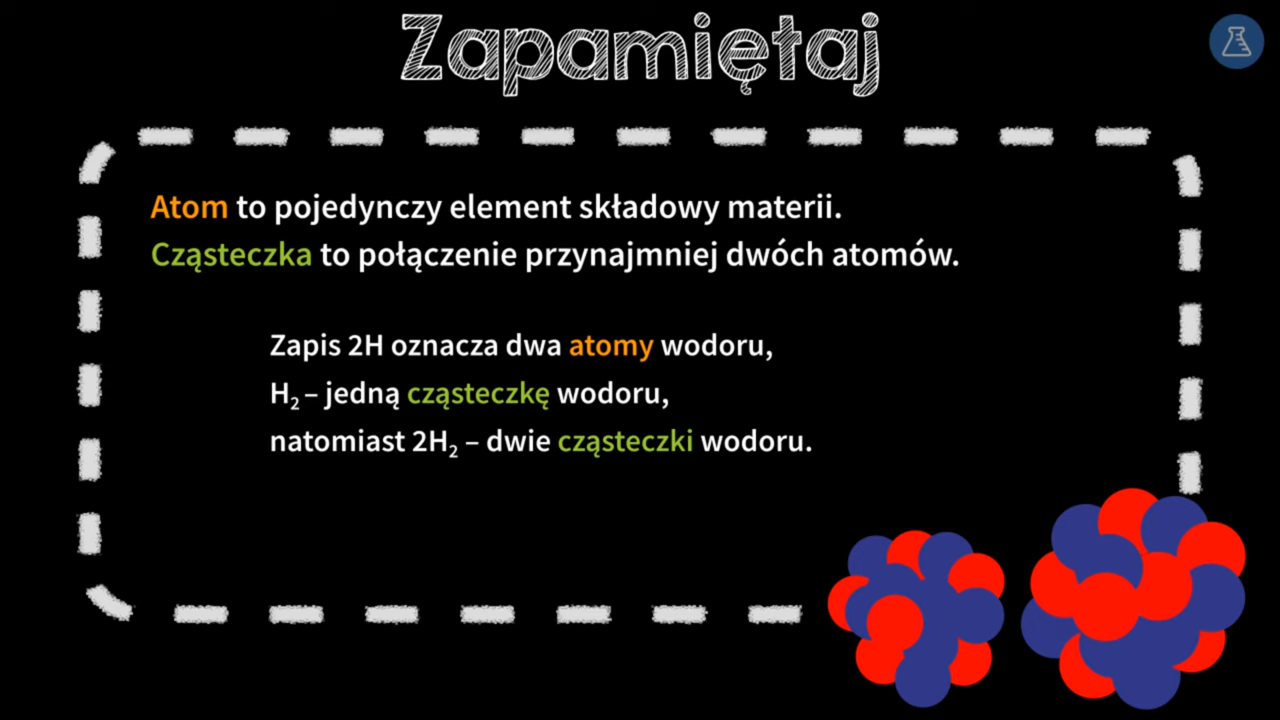 Zapamiętaj
Atom to pojedynczy element składowy materii.
Cząsteczka to połączenie przynajmniej dwóch atomów.
Zapis 2H oznacza dwa atomy wodoru,
H₂ – jedną cząsteczkę wodoru,
natomiast 2H₂ – dwie cząsteczki wodoru.